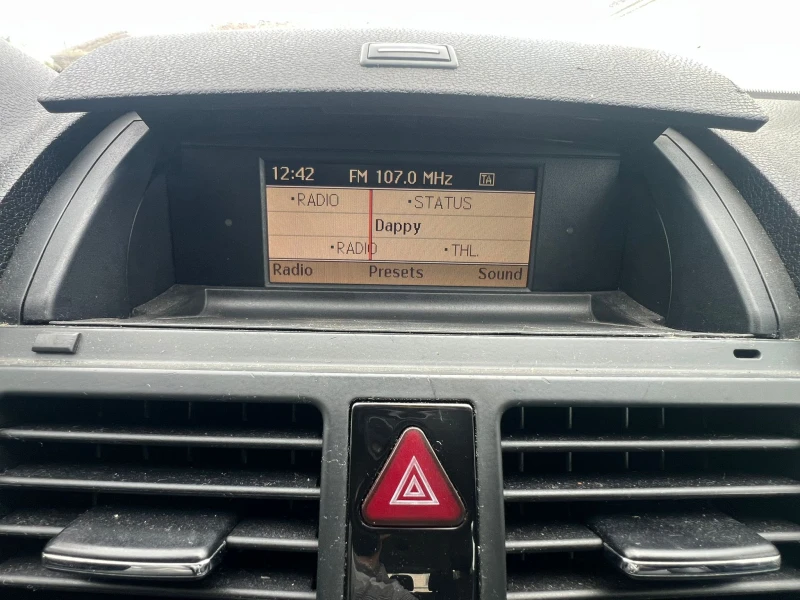 12:42 FM 107.0 MHz TA
•RADIO •STATUS
Dappy
•RADIO •THL.
Radio Presets Sound